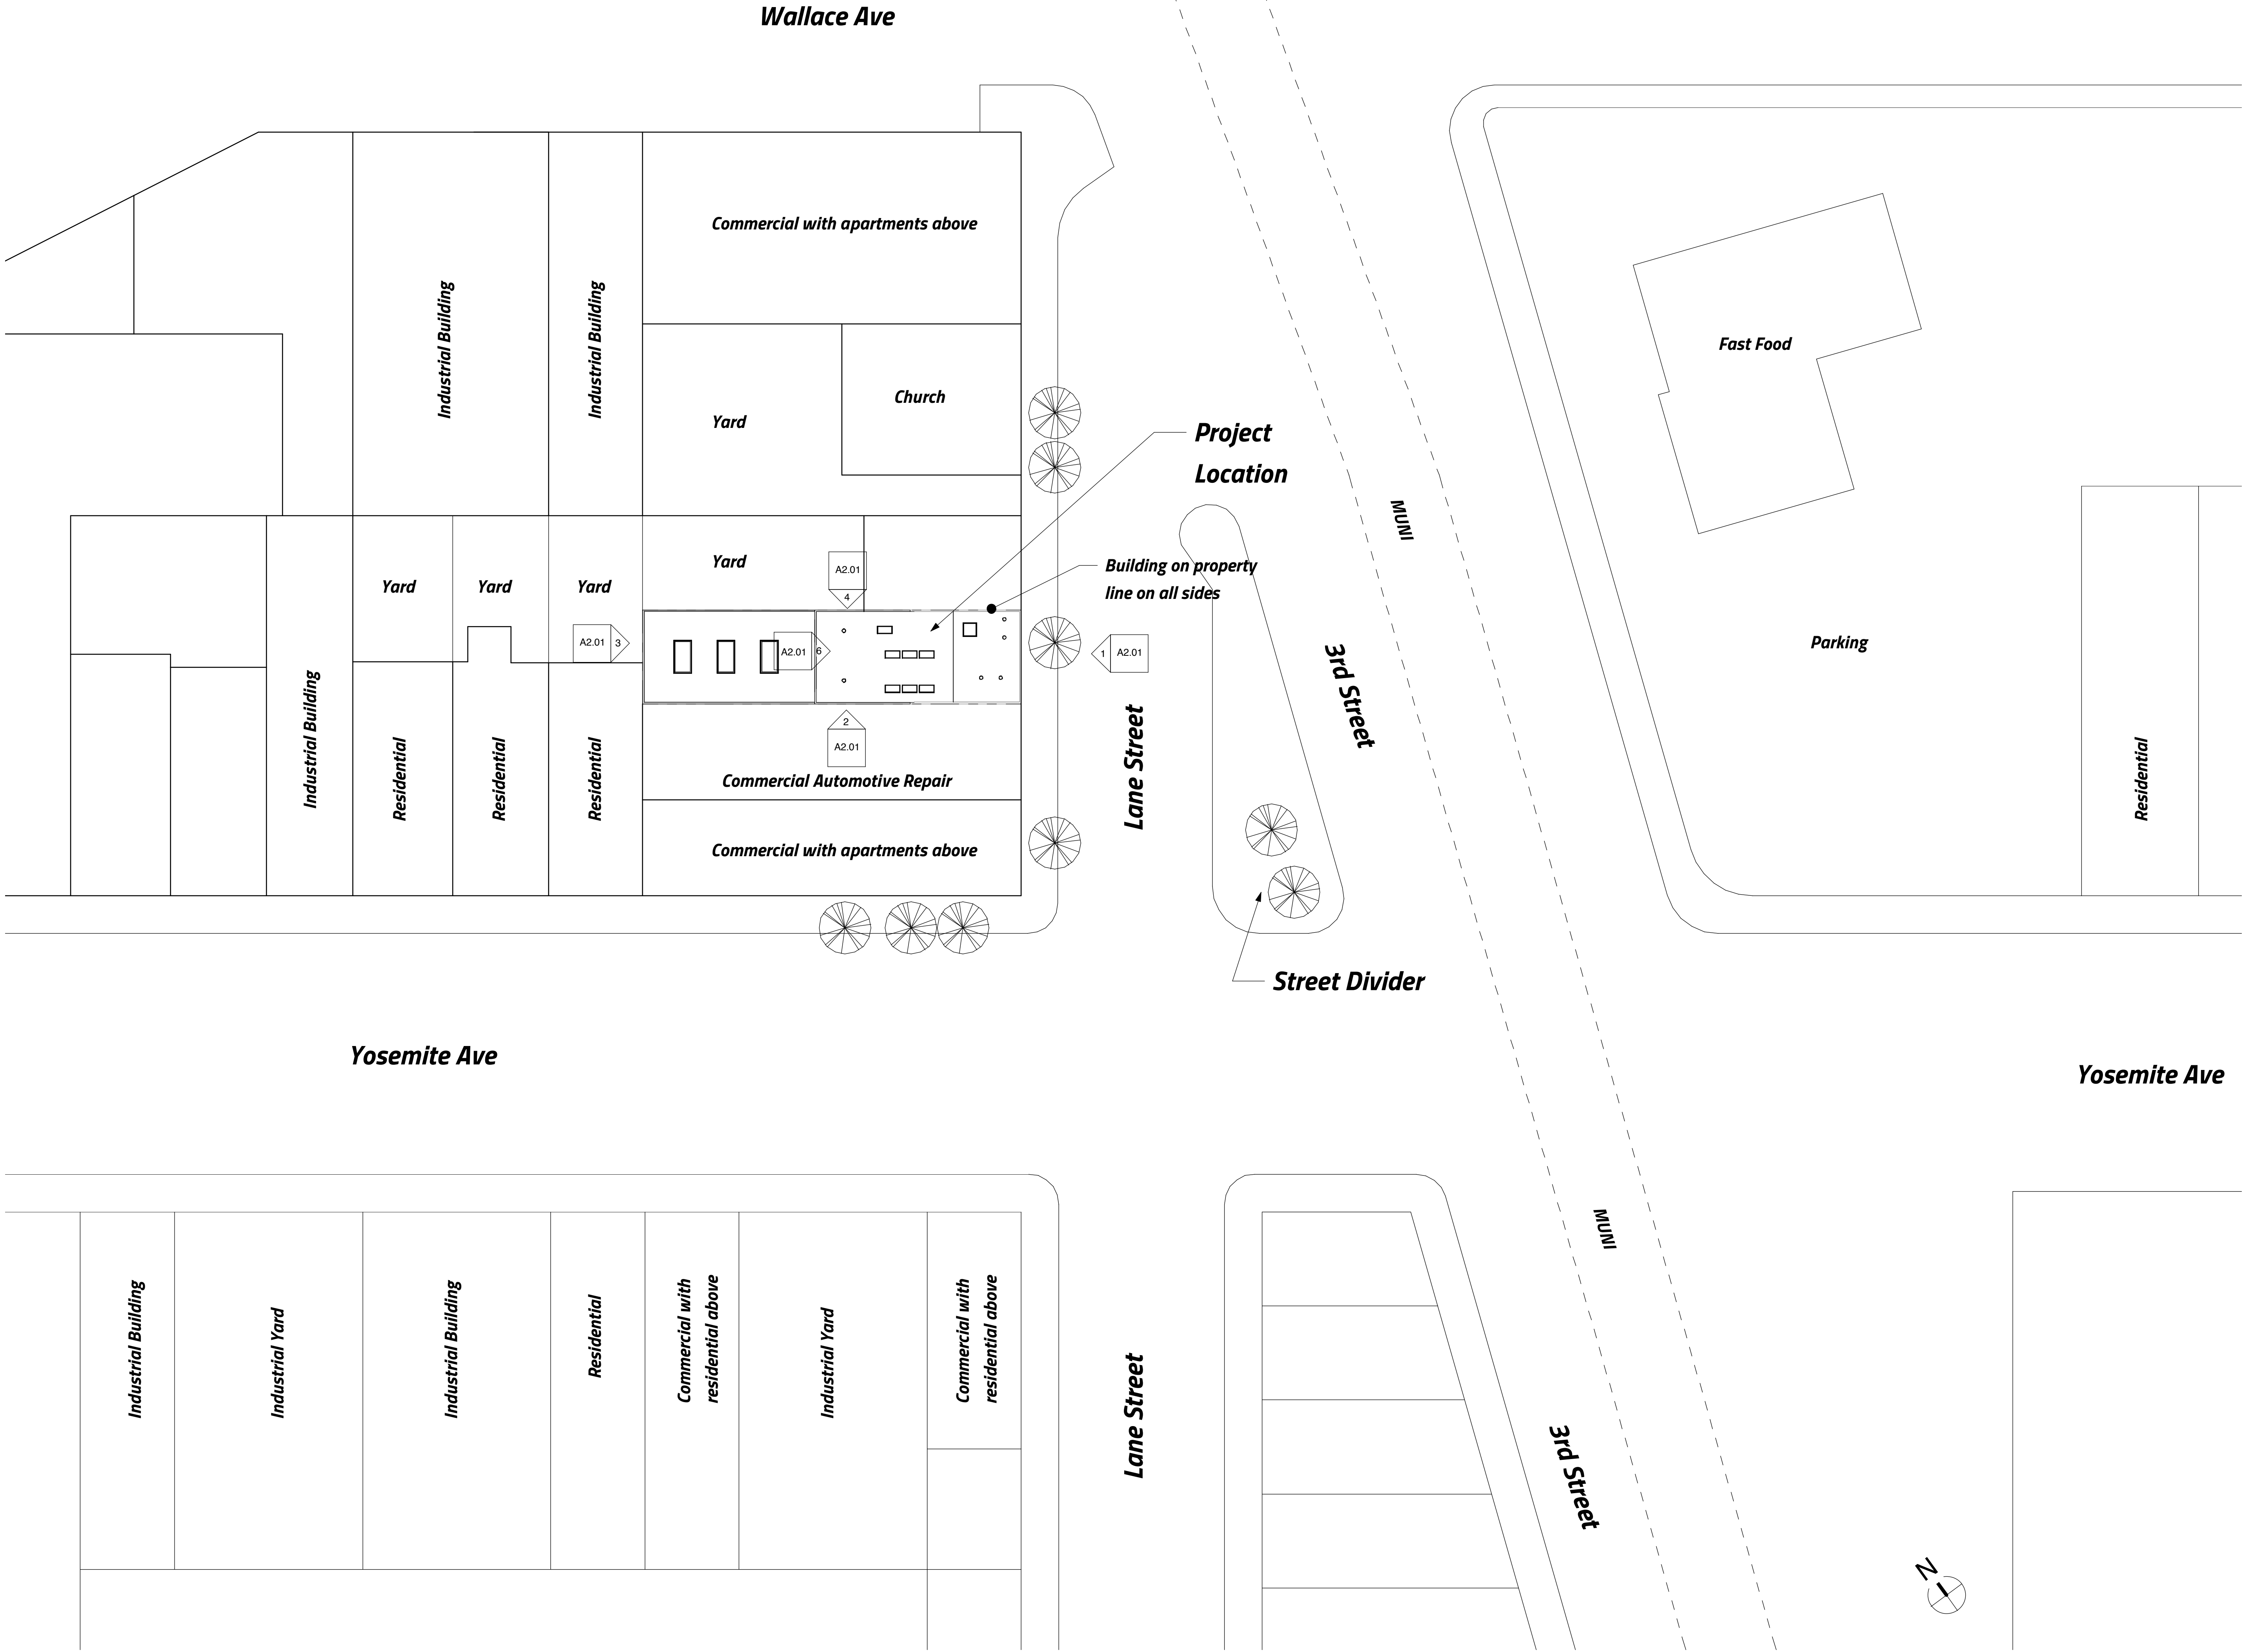 Wallace Ave
Commercial with apartments above
Industrial Building
Industrial Building
Fast Food
Church
Yard
Project
Location
MUNI
Yard
A2.01
4
Building on property
line on all sides
Yard
Yard
Yard
A2.01
3
A2.01
6
1
A2.01
Parking
3rd Street
Industrial Building
2
A2.01
Lane Street
Residential
Residential
Residential
Residential
Commercial Automotive Repair
Commercial with apartments above
Street Divider
Yosemite Ave
Yosemite Ave
MUNI
Industrial Building
Industrial Yard
Industrial Building
Residential
Commercial with
residential above
Industrial Yard
Commercial with
residential above
Lane Street
3rd Street
N